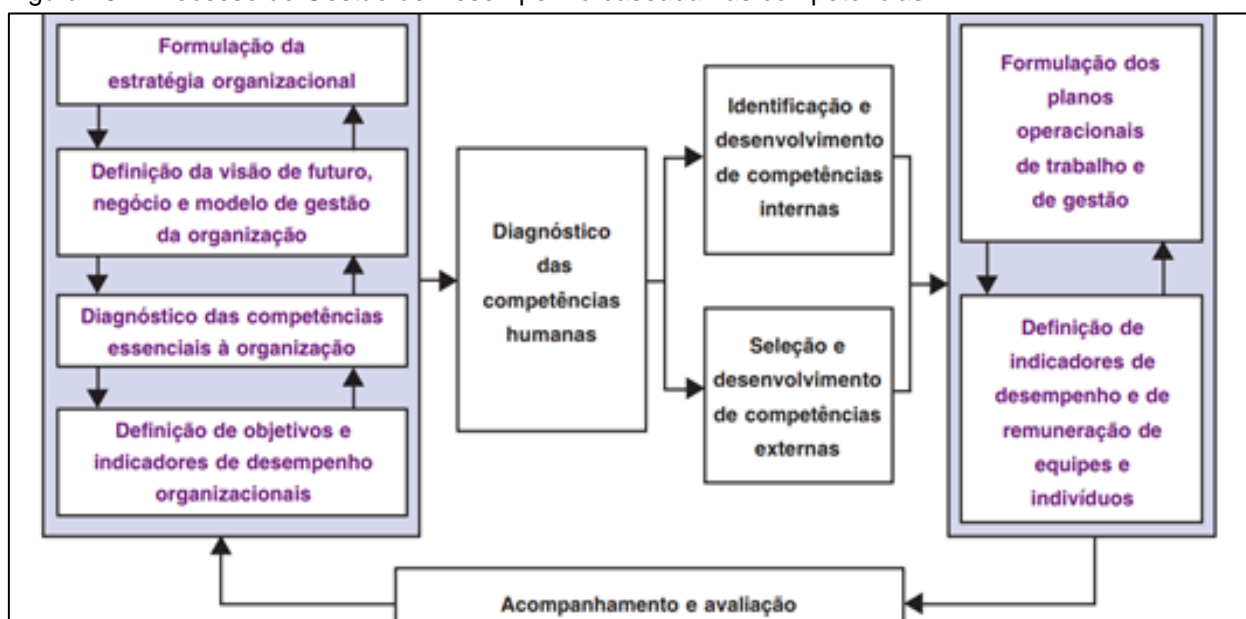 Formulação da
estratégia organizacional
Definição da visão de futuro,
negócio e modelo de gestão
da organização
Diagnóstico das competências
essenciais à organização
Definição de objetivos e
indicadores de desempenho
organizacionais
Diagnóstico
das
competências
humanas
Identificação e
desenvolvimento
de competências
internas
Seleção e
desenvolvimento
de competências
externas
Formulação dos
planos
operacionais
de trabalho e
de gestão
Definição de
indicadores de
desempenho e de
remuneração de
equipes e
indivíduos
Acompanhamento e avaliação